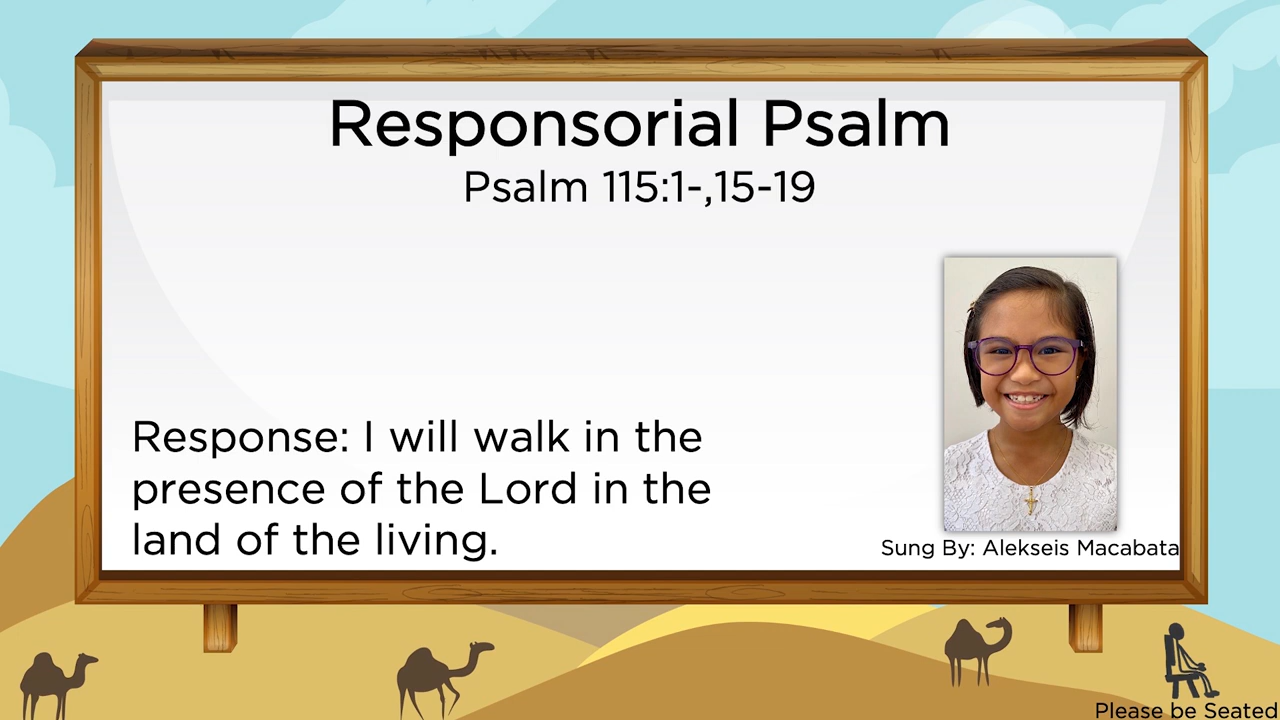 Responsorial Psalm
Psalm 115:1-,15-19
Response: I will walk in the
presence of the Lord in the
land of the living.
Sung By: Alekseis Macabata
Please be Seated